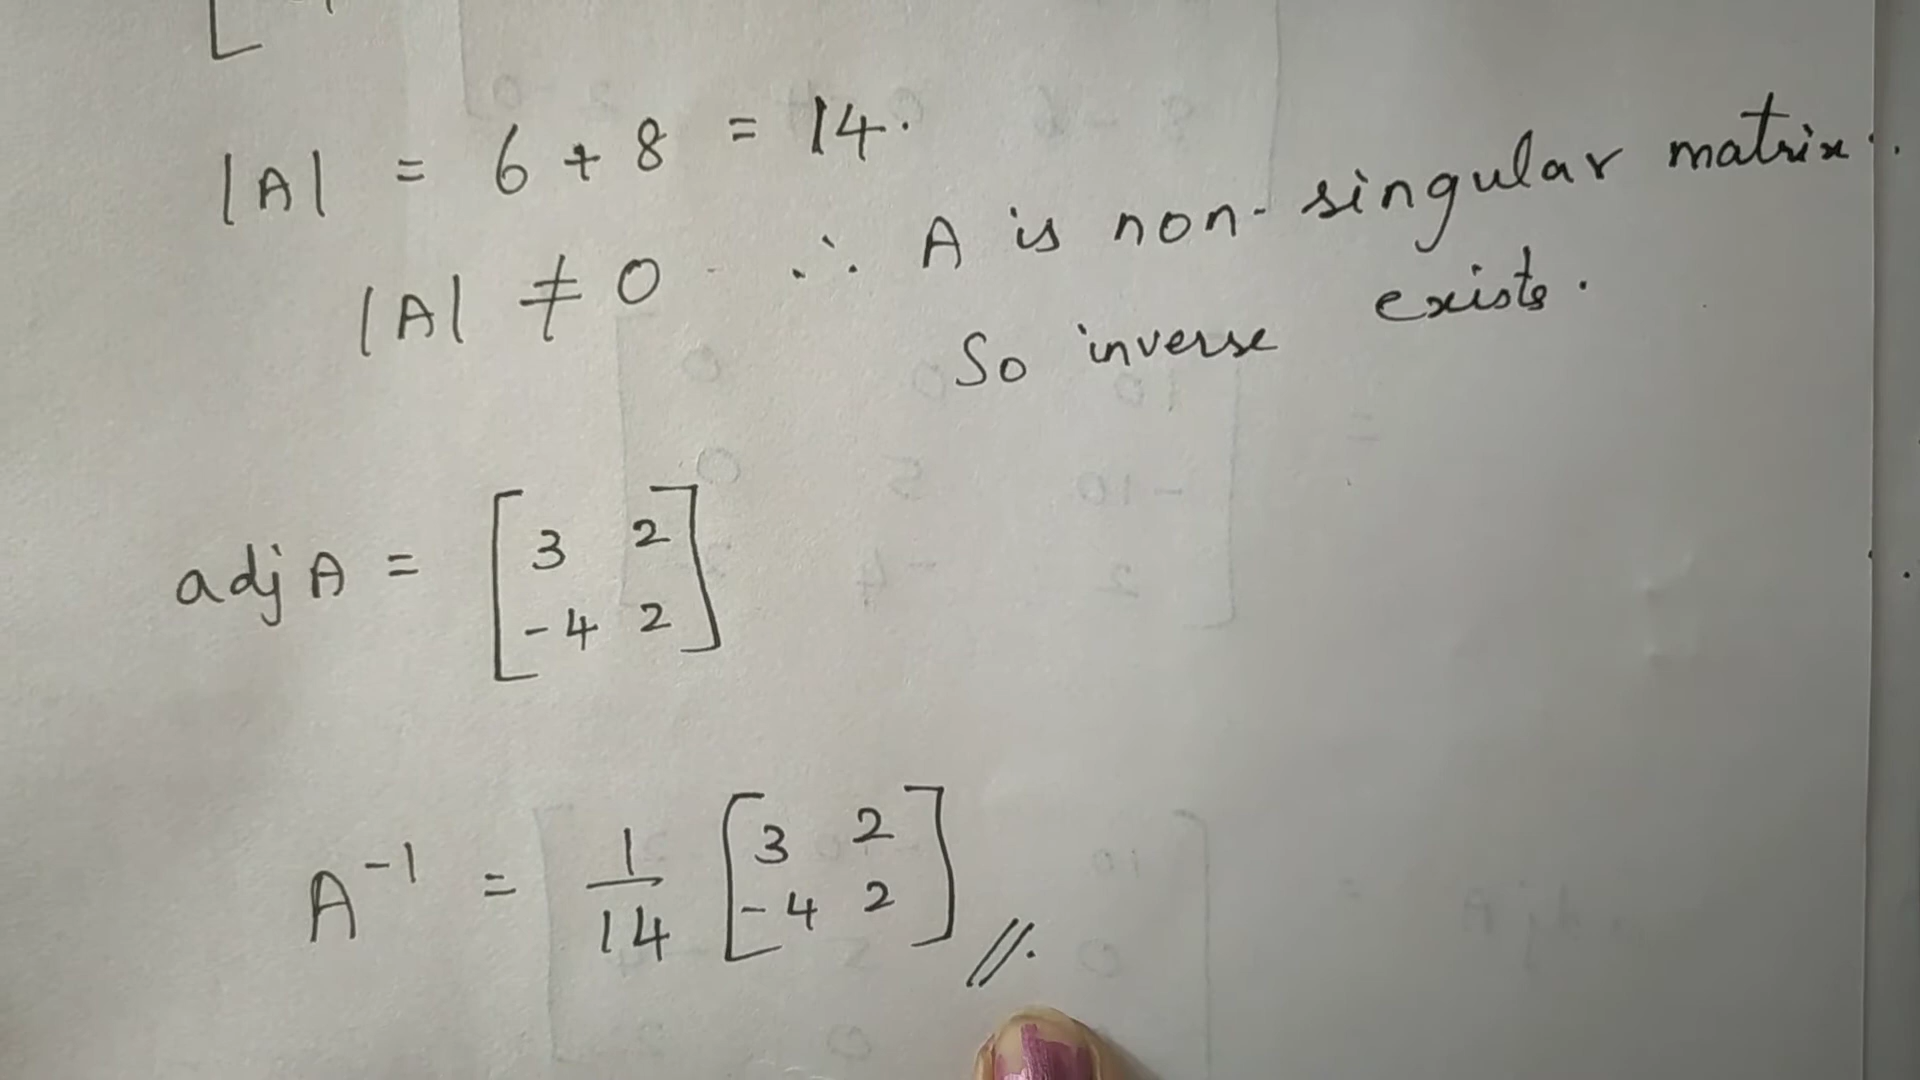 |A| = 6 + 8 = 14.
|A| ≠ 0 ∴ A is non-singular matrix.
So inverse exists.
adj A = [3 2
-4 2]
A⁻¹ = 1/14 [3 2
-4 2] //.